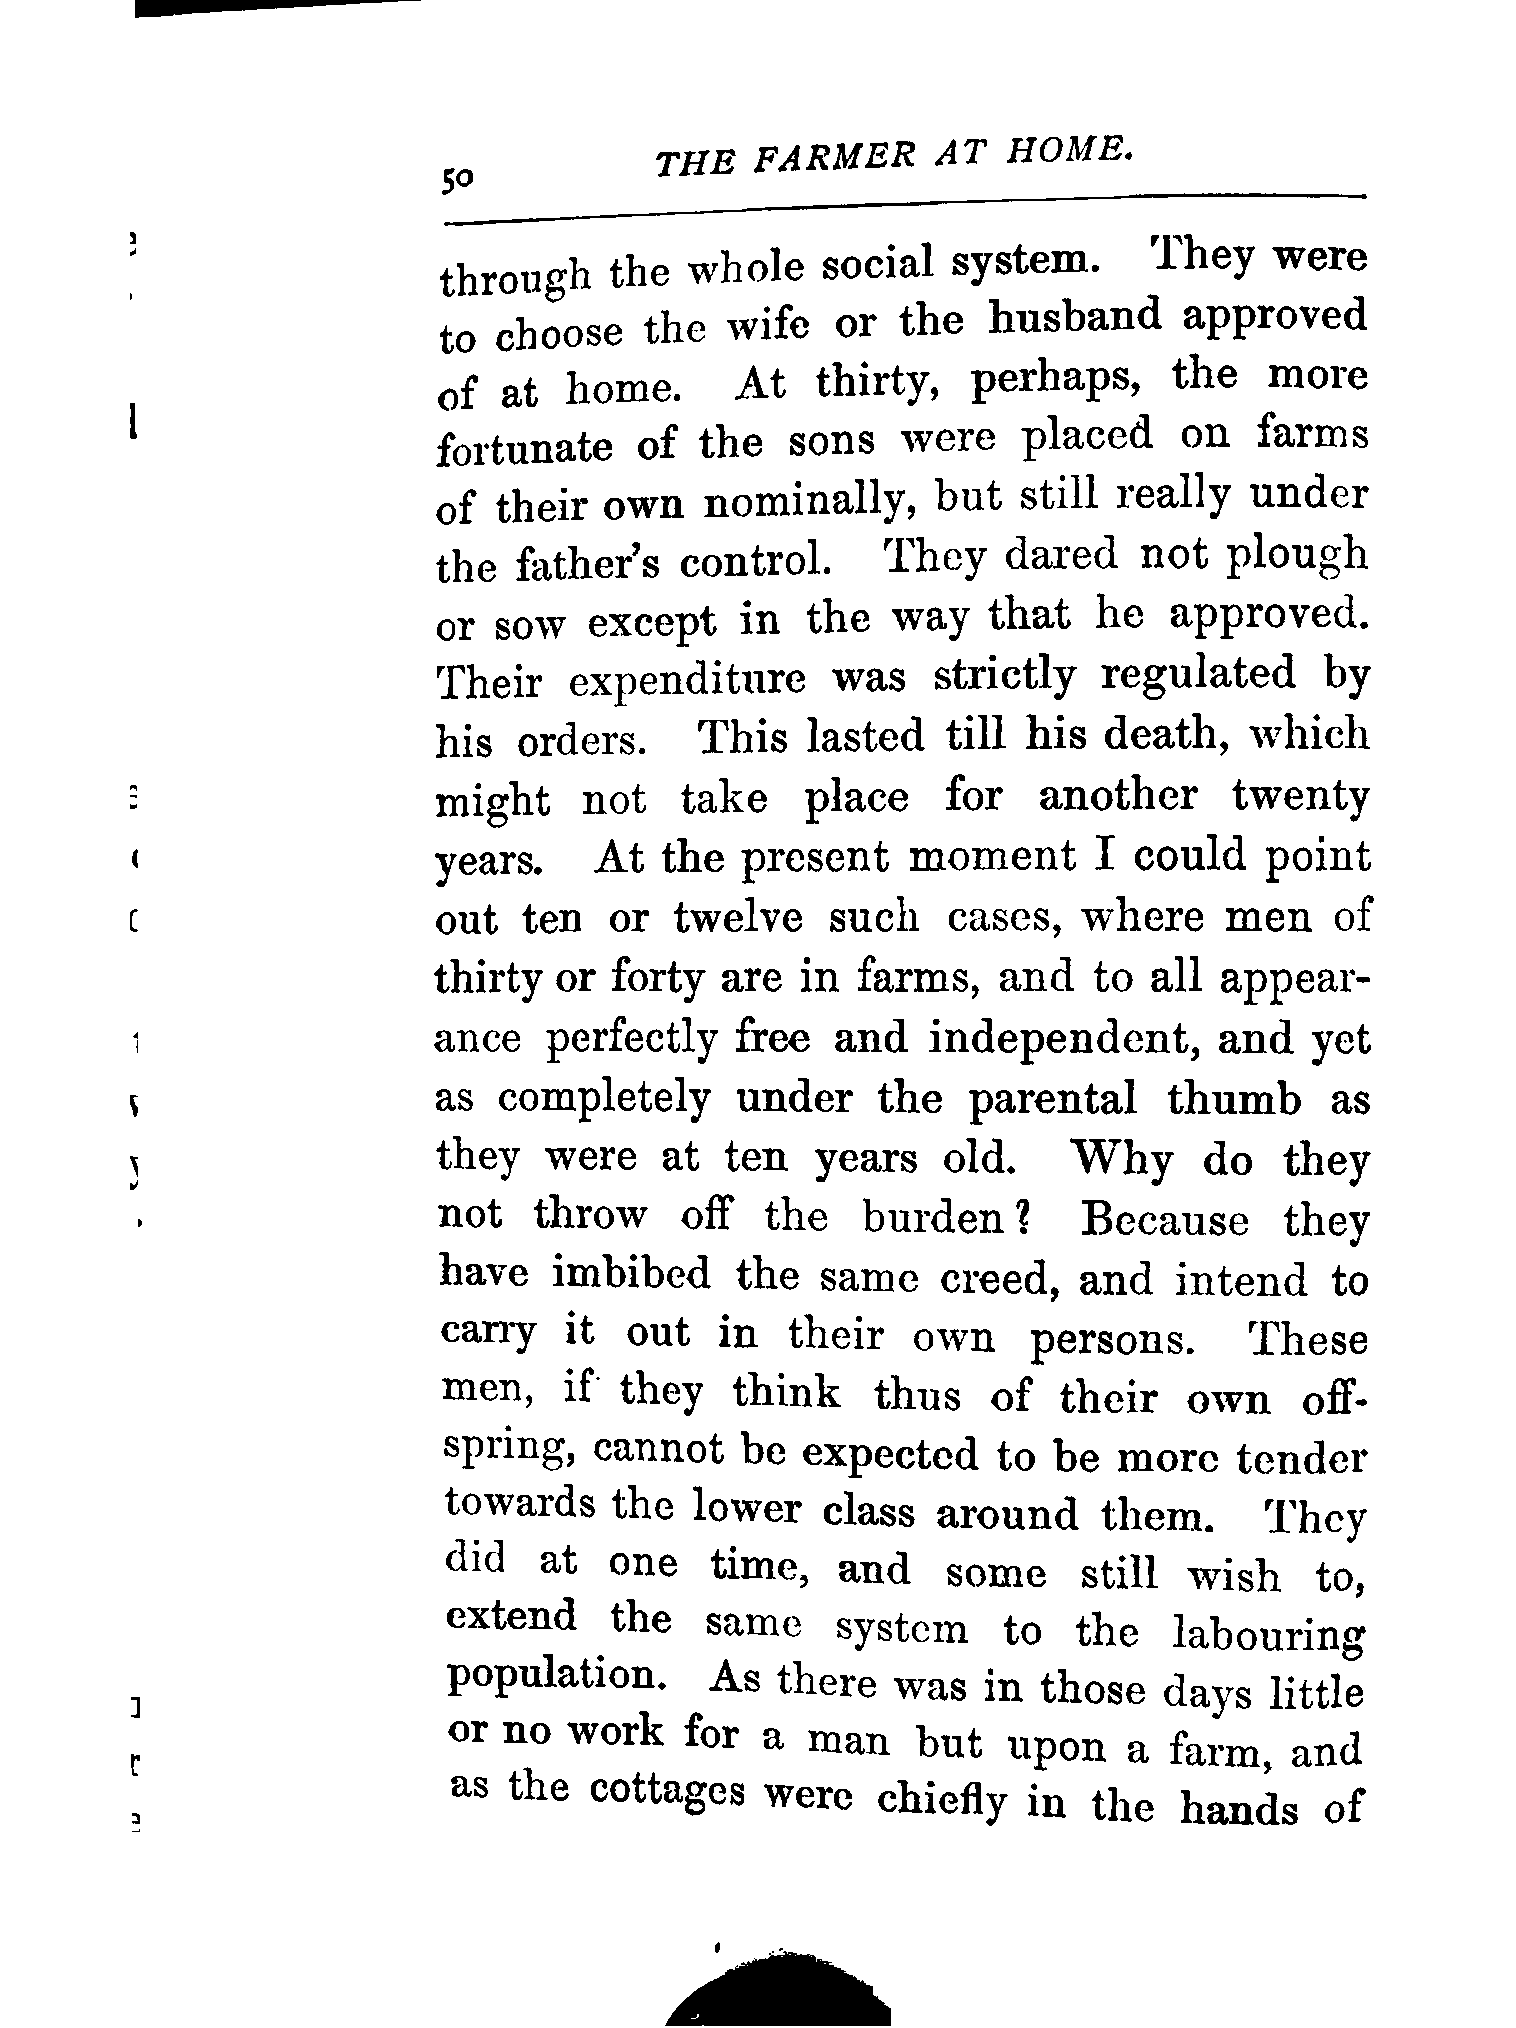 50
THE FARMER AT HOME.
through the whole social system. They were
to choose the wife or the husband approved
of at home. At thirty, perhaps, the more
fortunate of the sons were placed on farms
of their own nominally, but still really under
the father's control. They dared not plough
or sow except in the way that he approved.
Their expenditure was strictly regulated by
his orders. This lasted till his death, which
might not take place for another twenty
years. At the present moment I could point
out ten or twelve such cases, where men of
thirty or forty are in farms, and to all appear-
ance perfectly free and independent, and yet
as completely under the parental thumb as
they were at ten years old. Why do they
not throw off the burden? Because they
have imbibed the same creed, and intend to
carry it out in their own persons. These
men, if they think thus of their own off-
spring, cannot be expected to be more tender
towards the lower class around them. They
did at one time, and some still wish to,
extend the same system to the labouring
population. As there was in those days little
or no work for a man but upon a farm, and
as the cottages were chiefly in the hands of